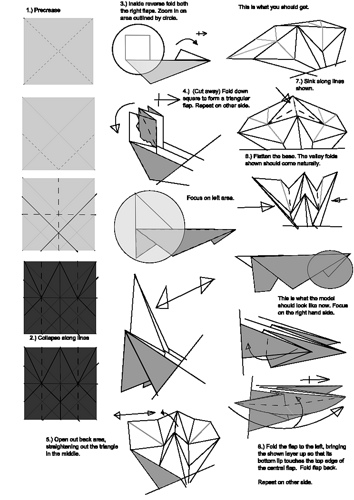 1.) Precrease
2.) Collapse along lines
3.) Inside reverse fold both
the right flaps. Zoom in on
area outlined by circle.
4.) (Cut away) Fold down
square to form a triangular
flap. Repeat on other side.
Focus on left area.
5.) Open out back area,
straightening out the triangle
in the middle.
This is what you should get.
7.) Sink along lines
shown.
8.) Flatten the base. The valley folds
shown should come naturally.
This is what the model
should look like now. Focus
on the right hand side.
6.) Fold the flap to the left, bringing
the shown layer up so that its
bottom lip touches the top edge of
the central flap. Fold flap back.
Repeat on other side.